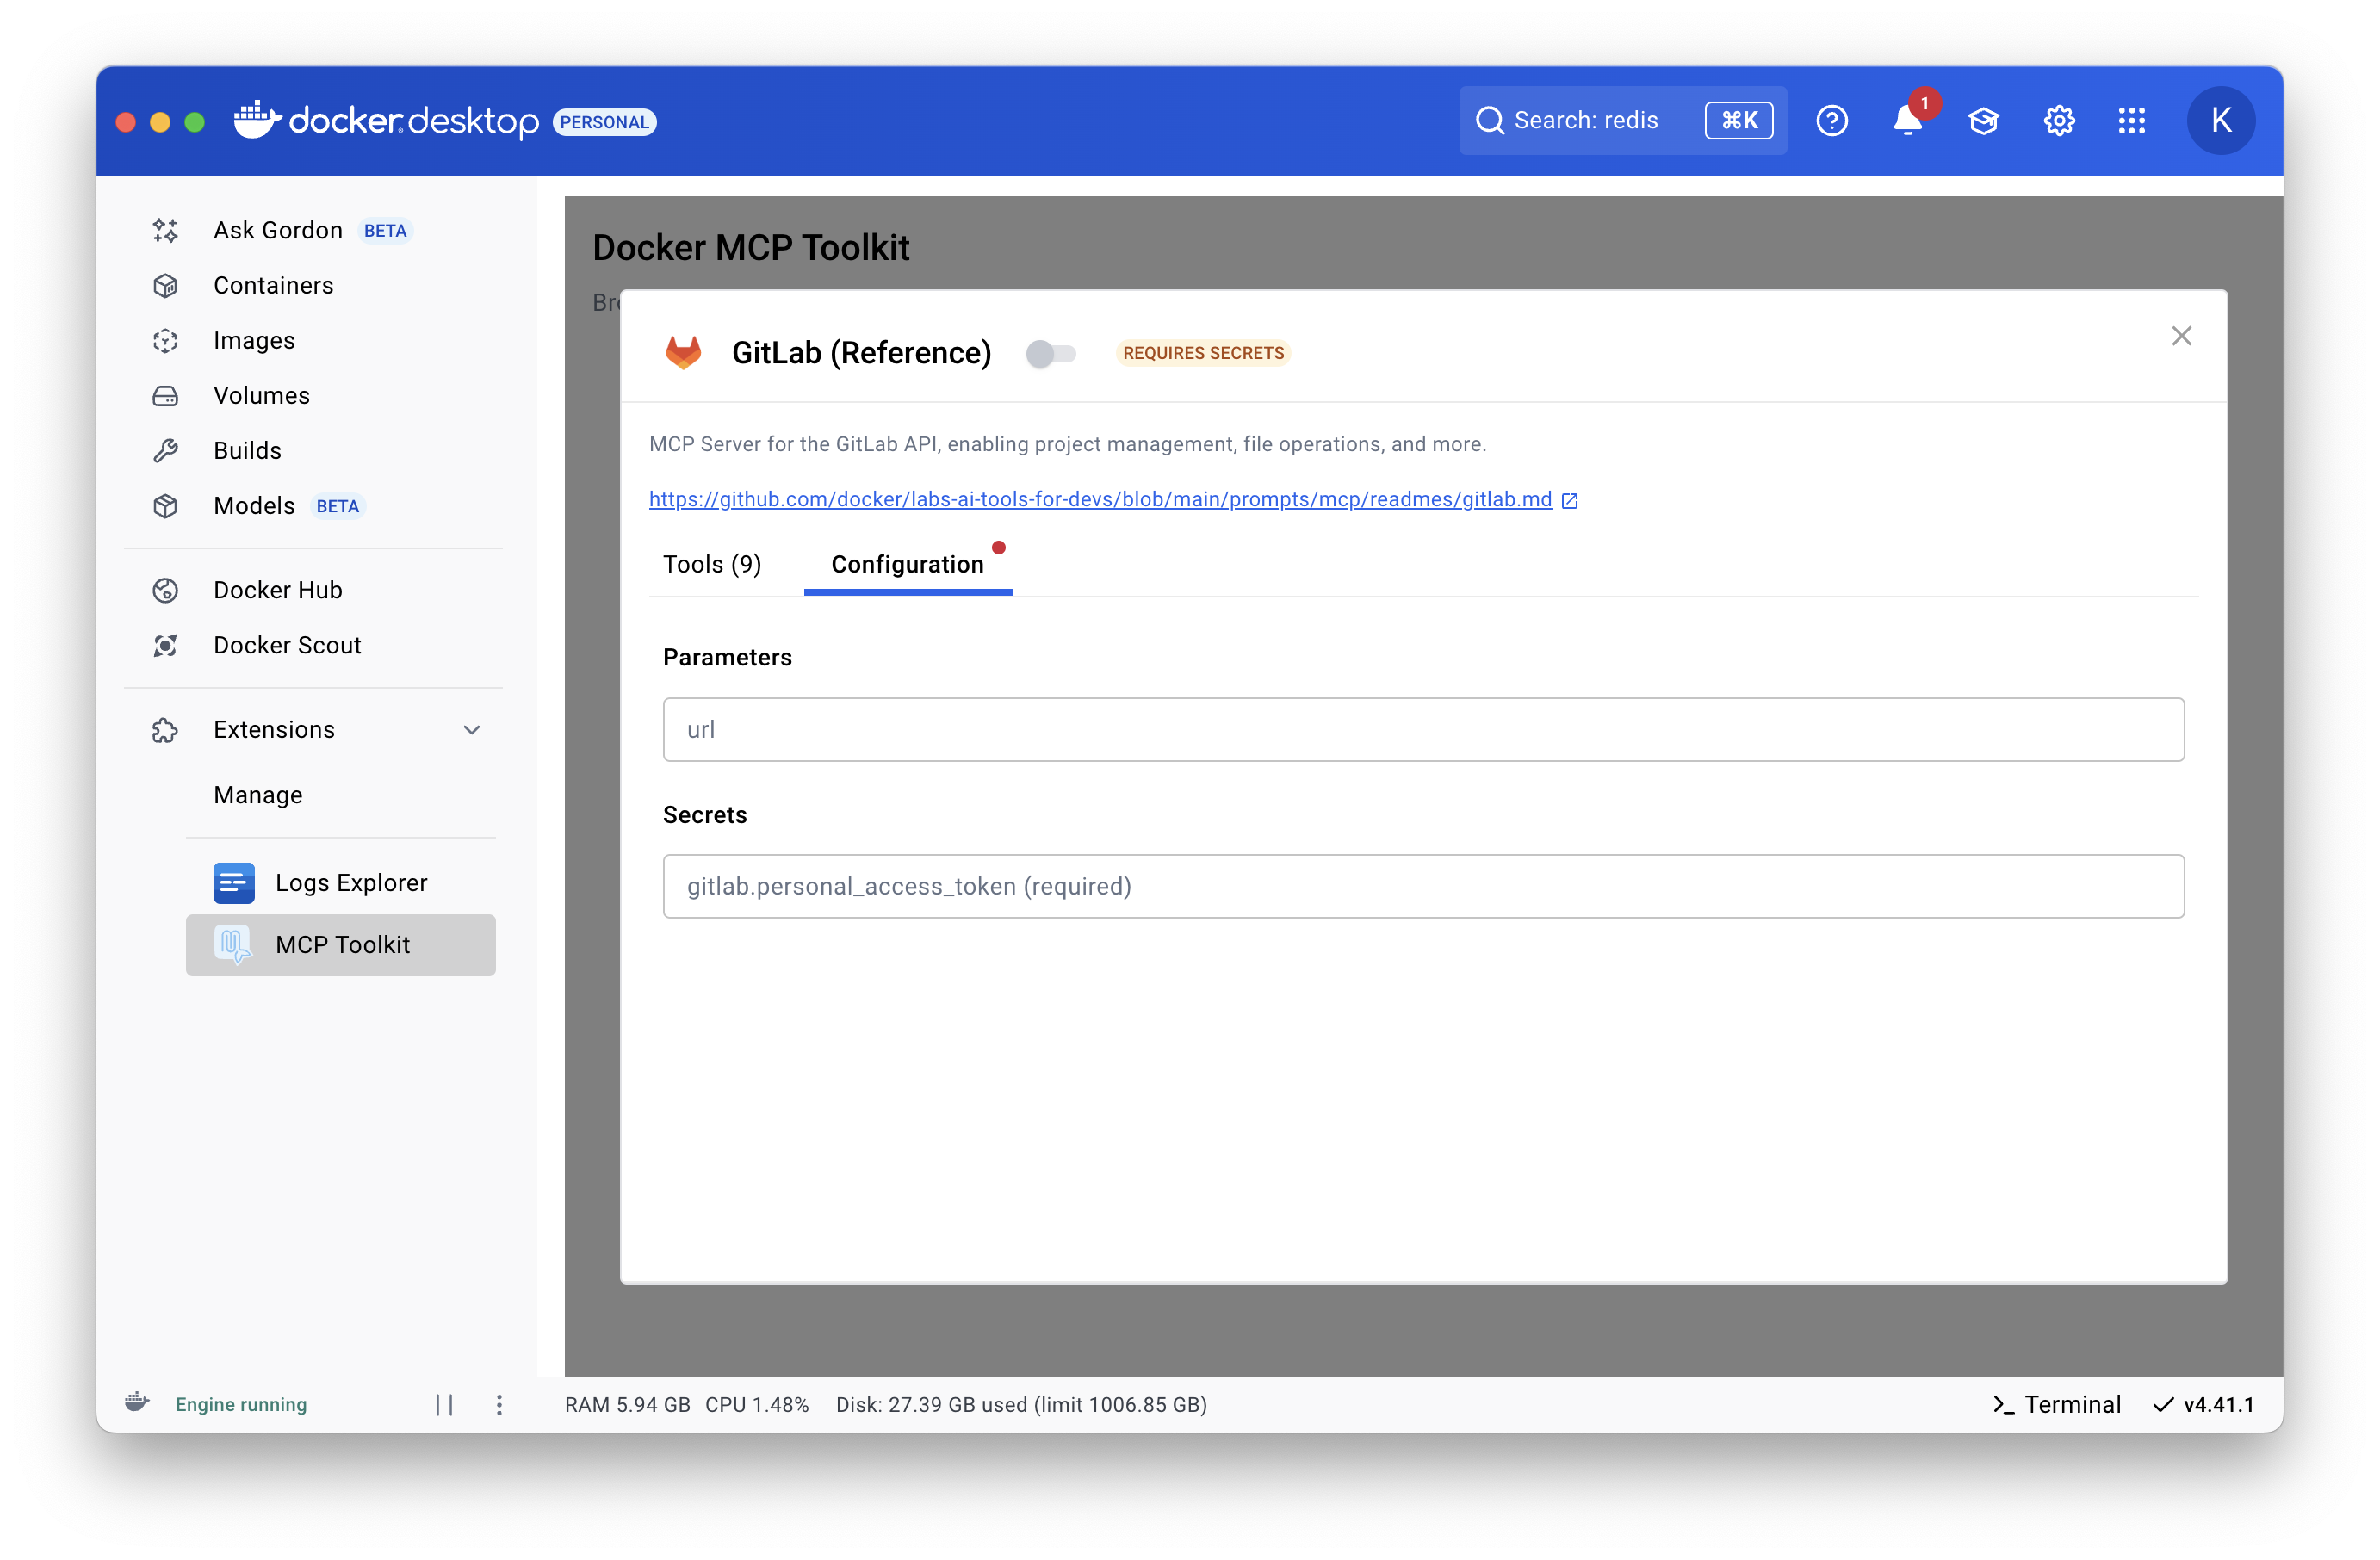 docker desktop PERSONAL
Search: redis ⌘K
1
K
Ask Gordon BETA
Containers
Images
Volumes
Builds
Models BETA
Docker Hub
Docker Scout
Extensions
Manage
Logs Explorer
MCP Toolkit
Docker MCP Toolkit
Br
GitLab (Reference) REQUIRES SECRETS
MCP Server for the GitLab API, enabling project management, file operations, and more.
https://github.com/docker/labs-ai-tools-for-devs/blob/main/prompts/mcp/readmes/gitlab.md
Tools (9) Configuration
Parameters
url
Secrets
gitlab.personal_access_token (required)
Engine running RAM 5.94 GB CPU 1.48% Disk: 27.39 GB used (limit 1006.85 GB) Terminal v4.41.1